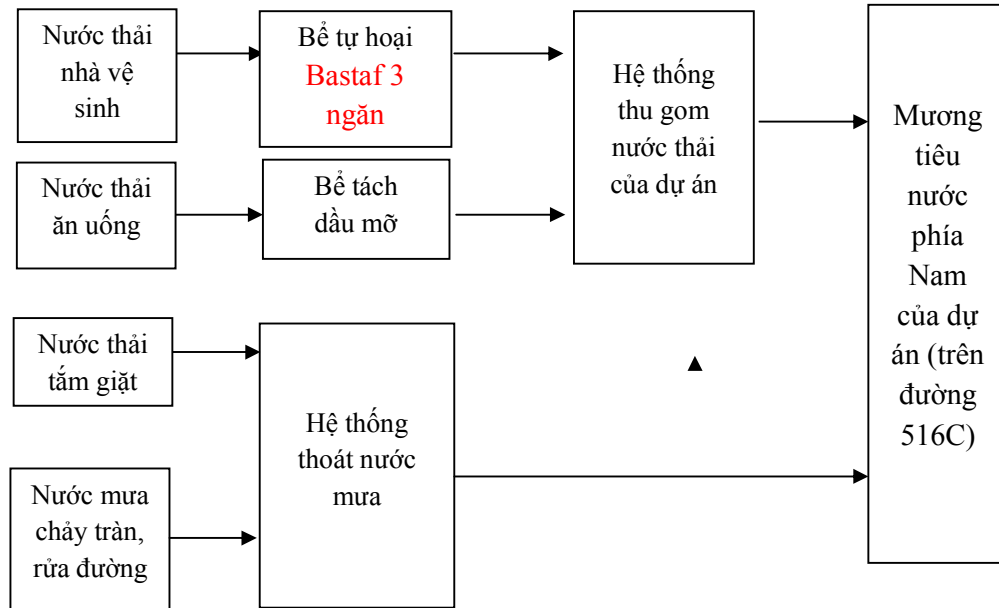 Nước thải
nhà vệ
sinh
Bể tự hoại
Bastaf 3
ngăn
Hệ thống
thu gom
nước thải
của dự án
Mương
tiêu
nước
phía
Nam
của dự
án (trên
đường
516C)
Nước thải
ăn uống
Bể tách
dầu mỡ
Nước thải
tắm giặt
Hệ thống
thoát nước
mưa
Nước mưa
chảy tràn,
rửa đường